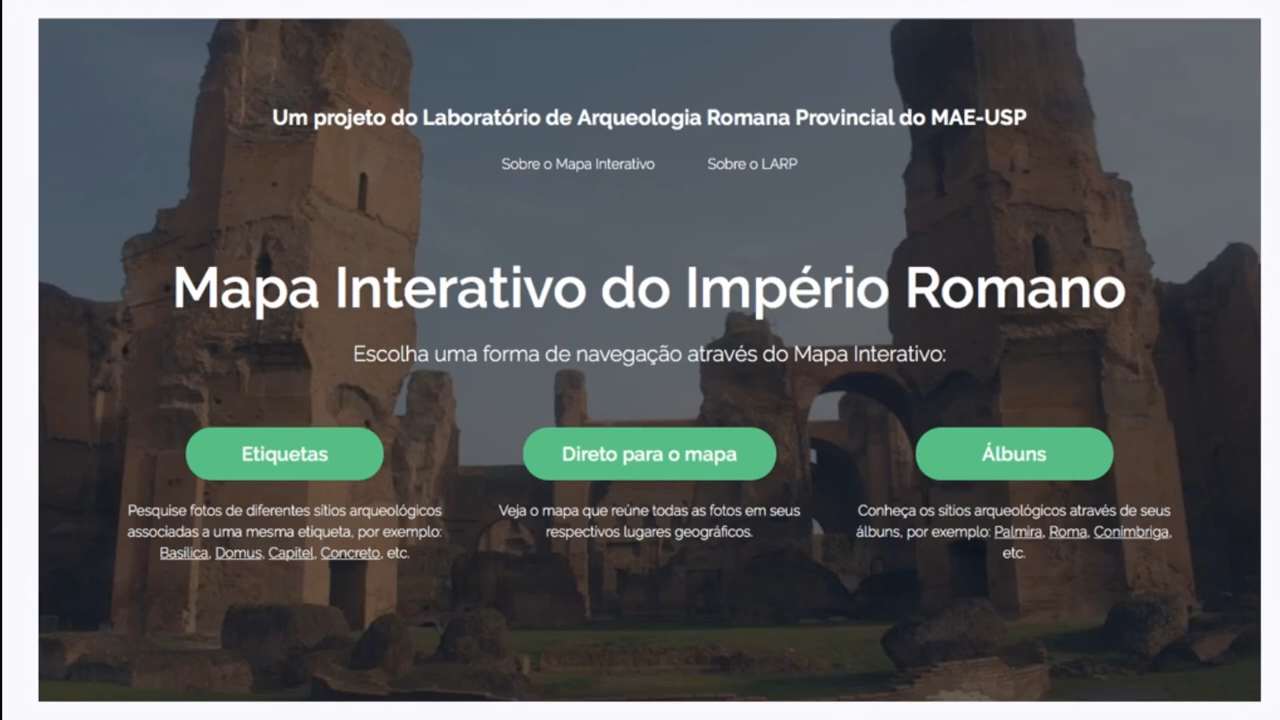 Um projeto do Laboratório de Arqueologia Romana Provincial do MAE-USP
Sobre o Mapa Interativo Sobre o LARP
Mapa Interativo do Império Romano
Escolha uma forma de navegação através do Mapa Interativo:
Etiquetas
Pesquise fotos de diferentes sítios arqueológicos
associadas a uma mesma etiqueta, por exemplo:
Basílica, Domus, Capitel, Concreto, etc.
Direto para o mapa
Veja o mapa que reúne todas as fotos em seus
respectivos lugares geográficos.
Álbuns
Conheça os sítios arqueológicos através de seus
álbuns, por exemplo: Palmira, Roma, Conímbriga,
etc.